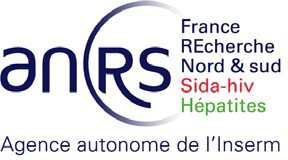 anRS
France
REcherche
Nord & sud
Sida-hiv
Hépatites
Agence autonome de l'Inserm